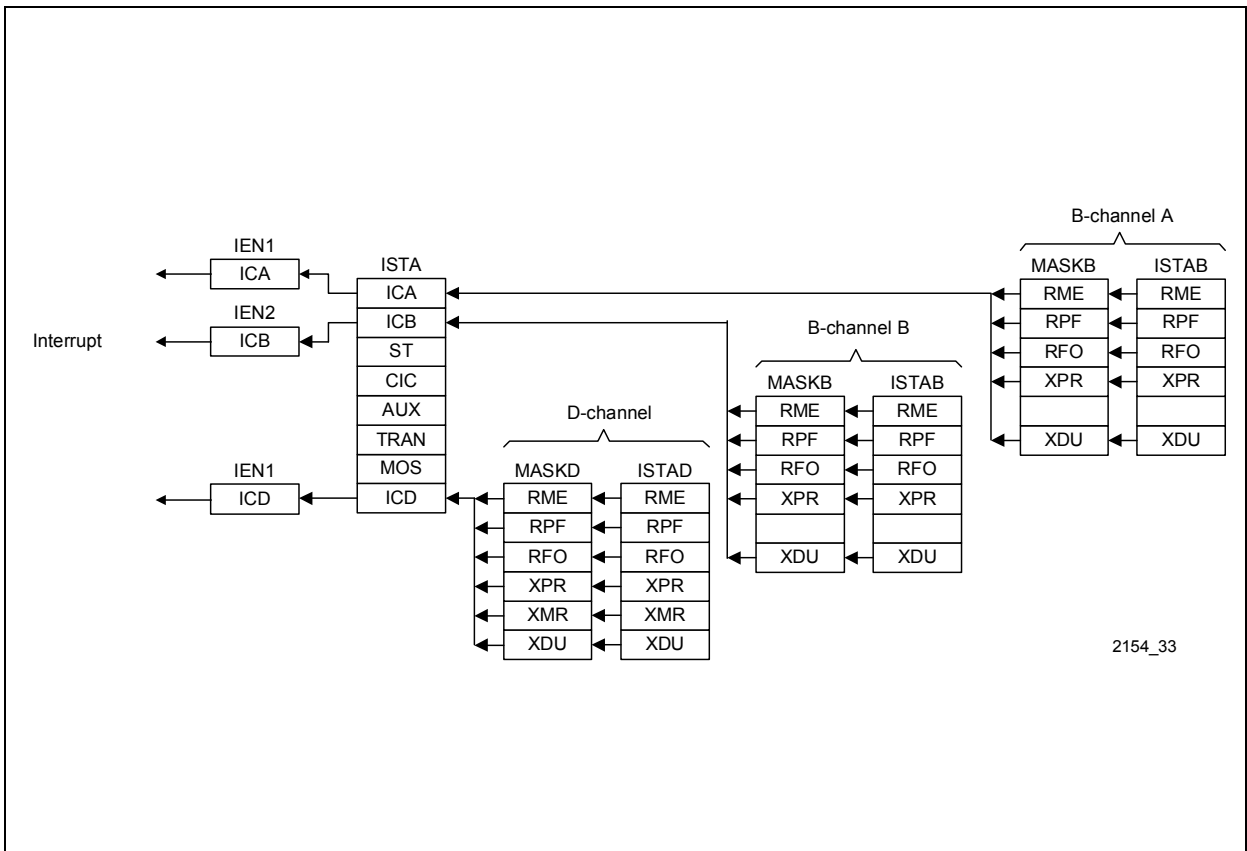 B-channel A
MASKB ISTAB
RME RME
RPF RPF
RFO RFO
XPR XPR
XDU XDU
IEN1
ICA
IEN2
ICB
Interrupt
IEN1
ICD
ISTA
ICA
ICB
ST
CIC
AUX
TRAN
MOS
ICD
D-channel
MASKD ISTAD
RME RME
RPF RPF
RFO RFO
XPR XPR
XMR XMR
XDU XDU
B-channel B
MASKB ISTAB
RME RME
RPF RPF
RFO RFO
XPR XPR
XDU XDU
2154_33